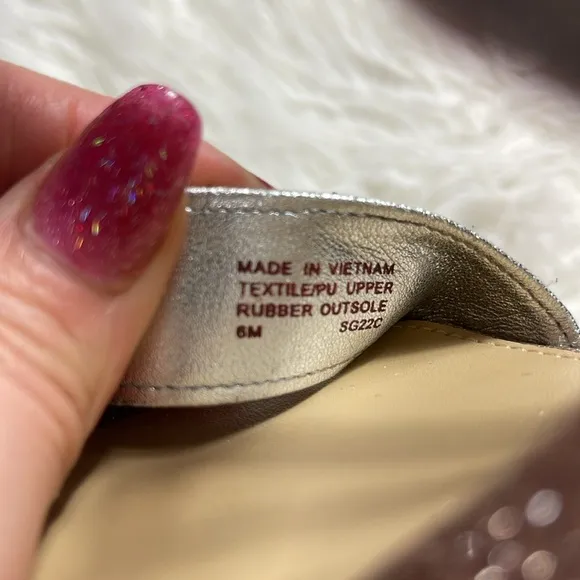 MADE IN VIETNAM
TEXTILE/PU UPPER
RUBBER OUTSOLE
6M SG22C